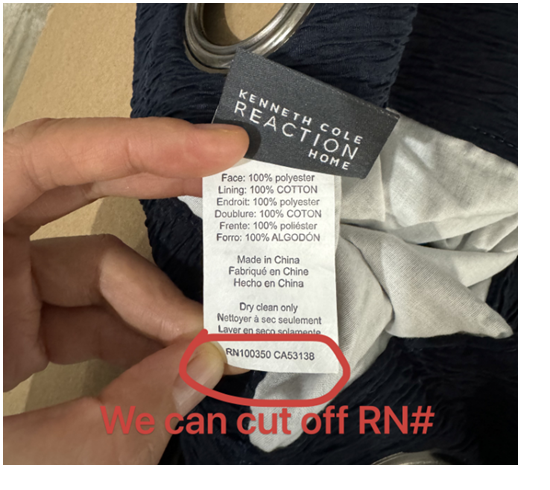 KENNETH COLE
REACTION
HOME
Face: 100% polyester
Lining: 100% COTTON
Endroit: 100% polyester
Doublure: 100% COTON
Frente: 100% poliéster
Forro: 100% ALGODÓN
Made in China
Fabriqué en Chine
Hecho en China
Dry clean only
Nettoyer à sec seulement
Laver en seco solamente
RN100350 CA53138
We can cut off RN#